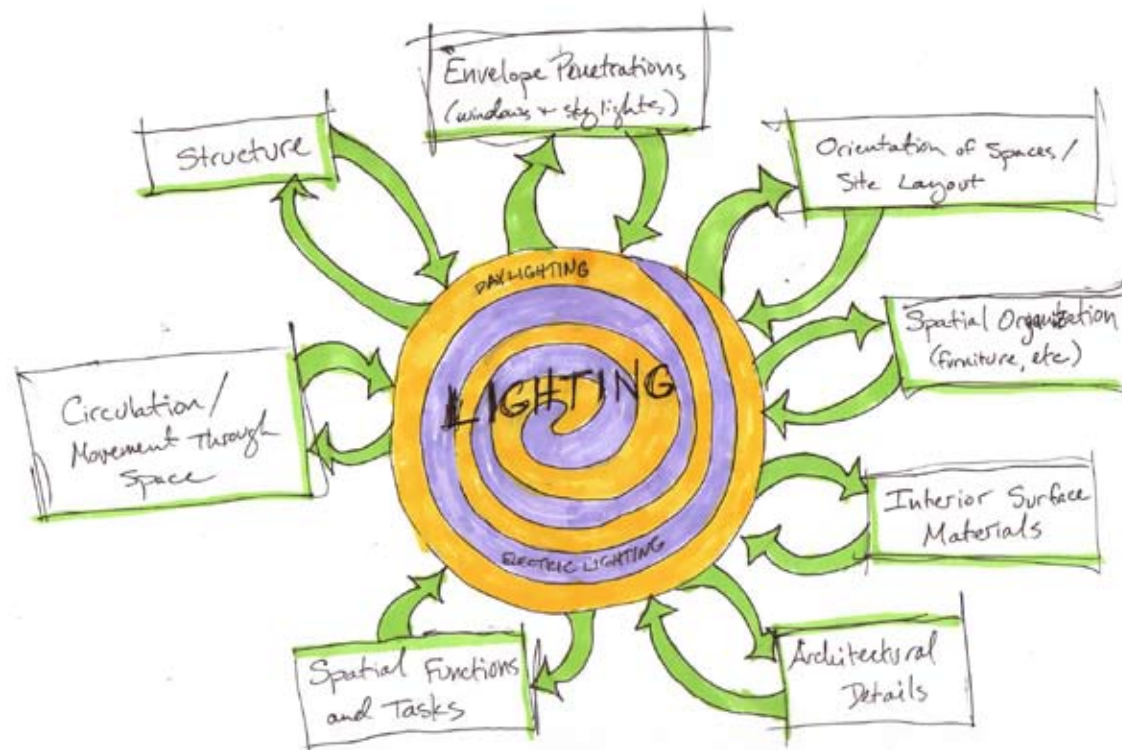 Envelope Penetrations
(windows + skylights)
Structure
Orientation of Spaces/
Site Layout
DAYLIGHTING
Spatial Organization
(furniture, etc)
LIGHTING
Circulation/
Movement Through
Space
Interior Surface
Materials
ELECTRIC LIGHTING
Spatial Functions
and Tasks
Architectural
Details